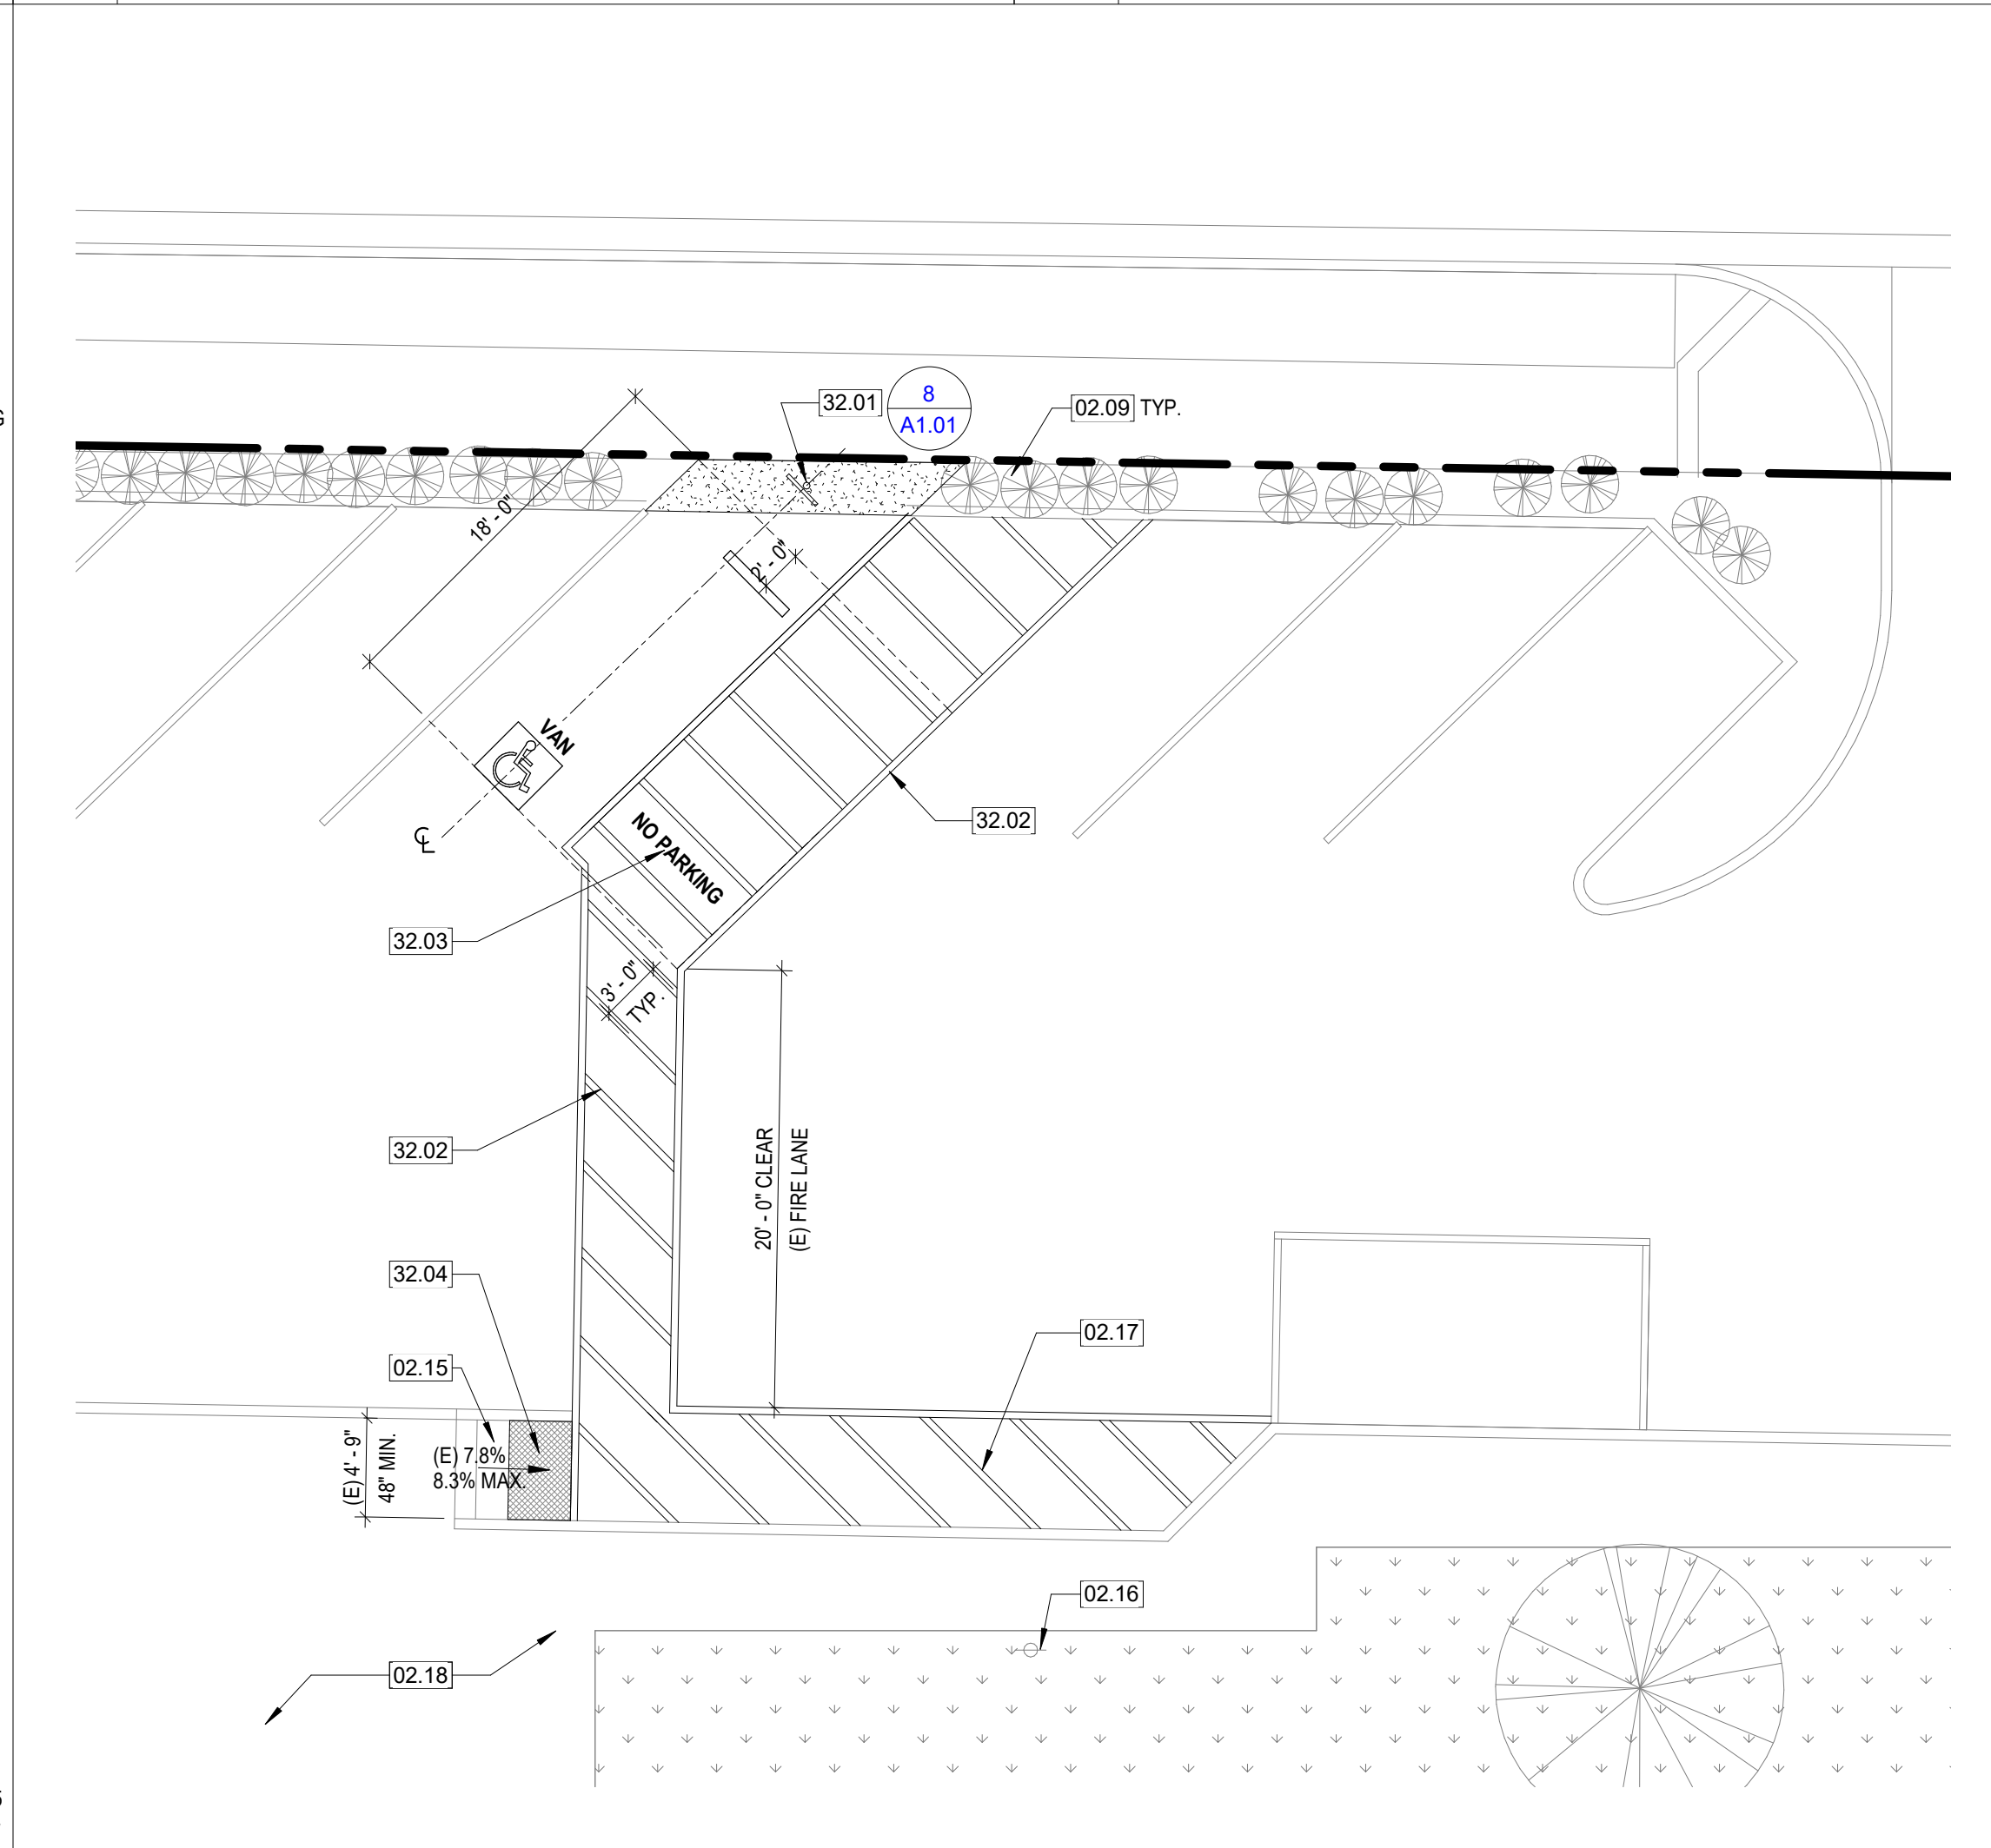 32.01
8
A1.01
02.09 TYP.
18' - 0"
2' - 0"
VAN
℄
32.02
NO PARKING
32.03
3' - 0"
TYP.
32.02
20' - 0" CLEAR
(E) FIRE LANE
32.04
02.17
02.15
(E) 4' - 9"
48" MIN.
(E) 7.8%
8.3% MAX.
02.16
02.18